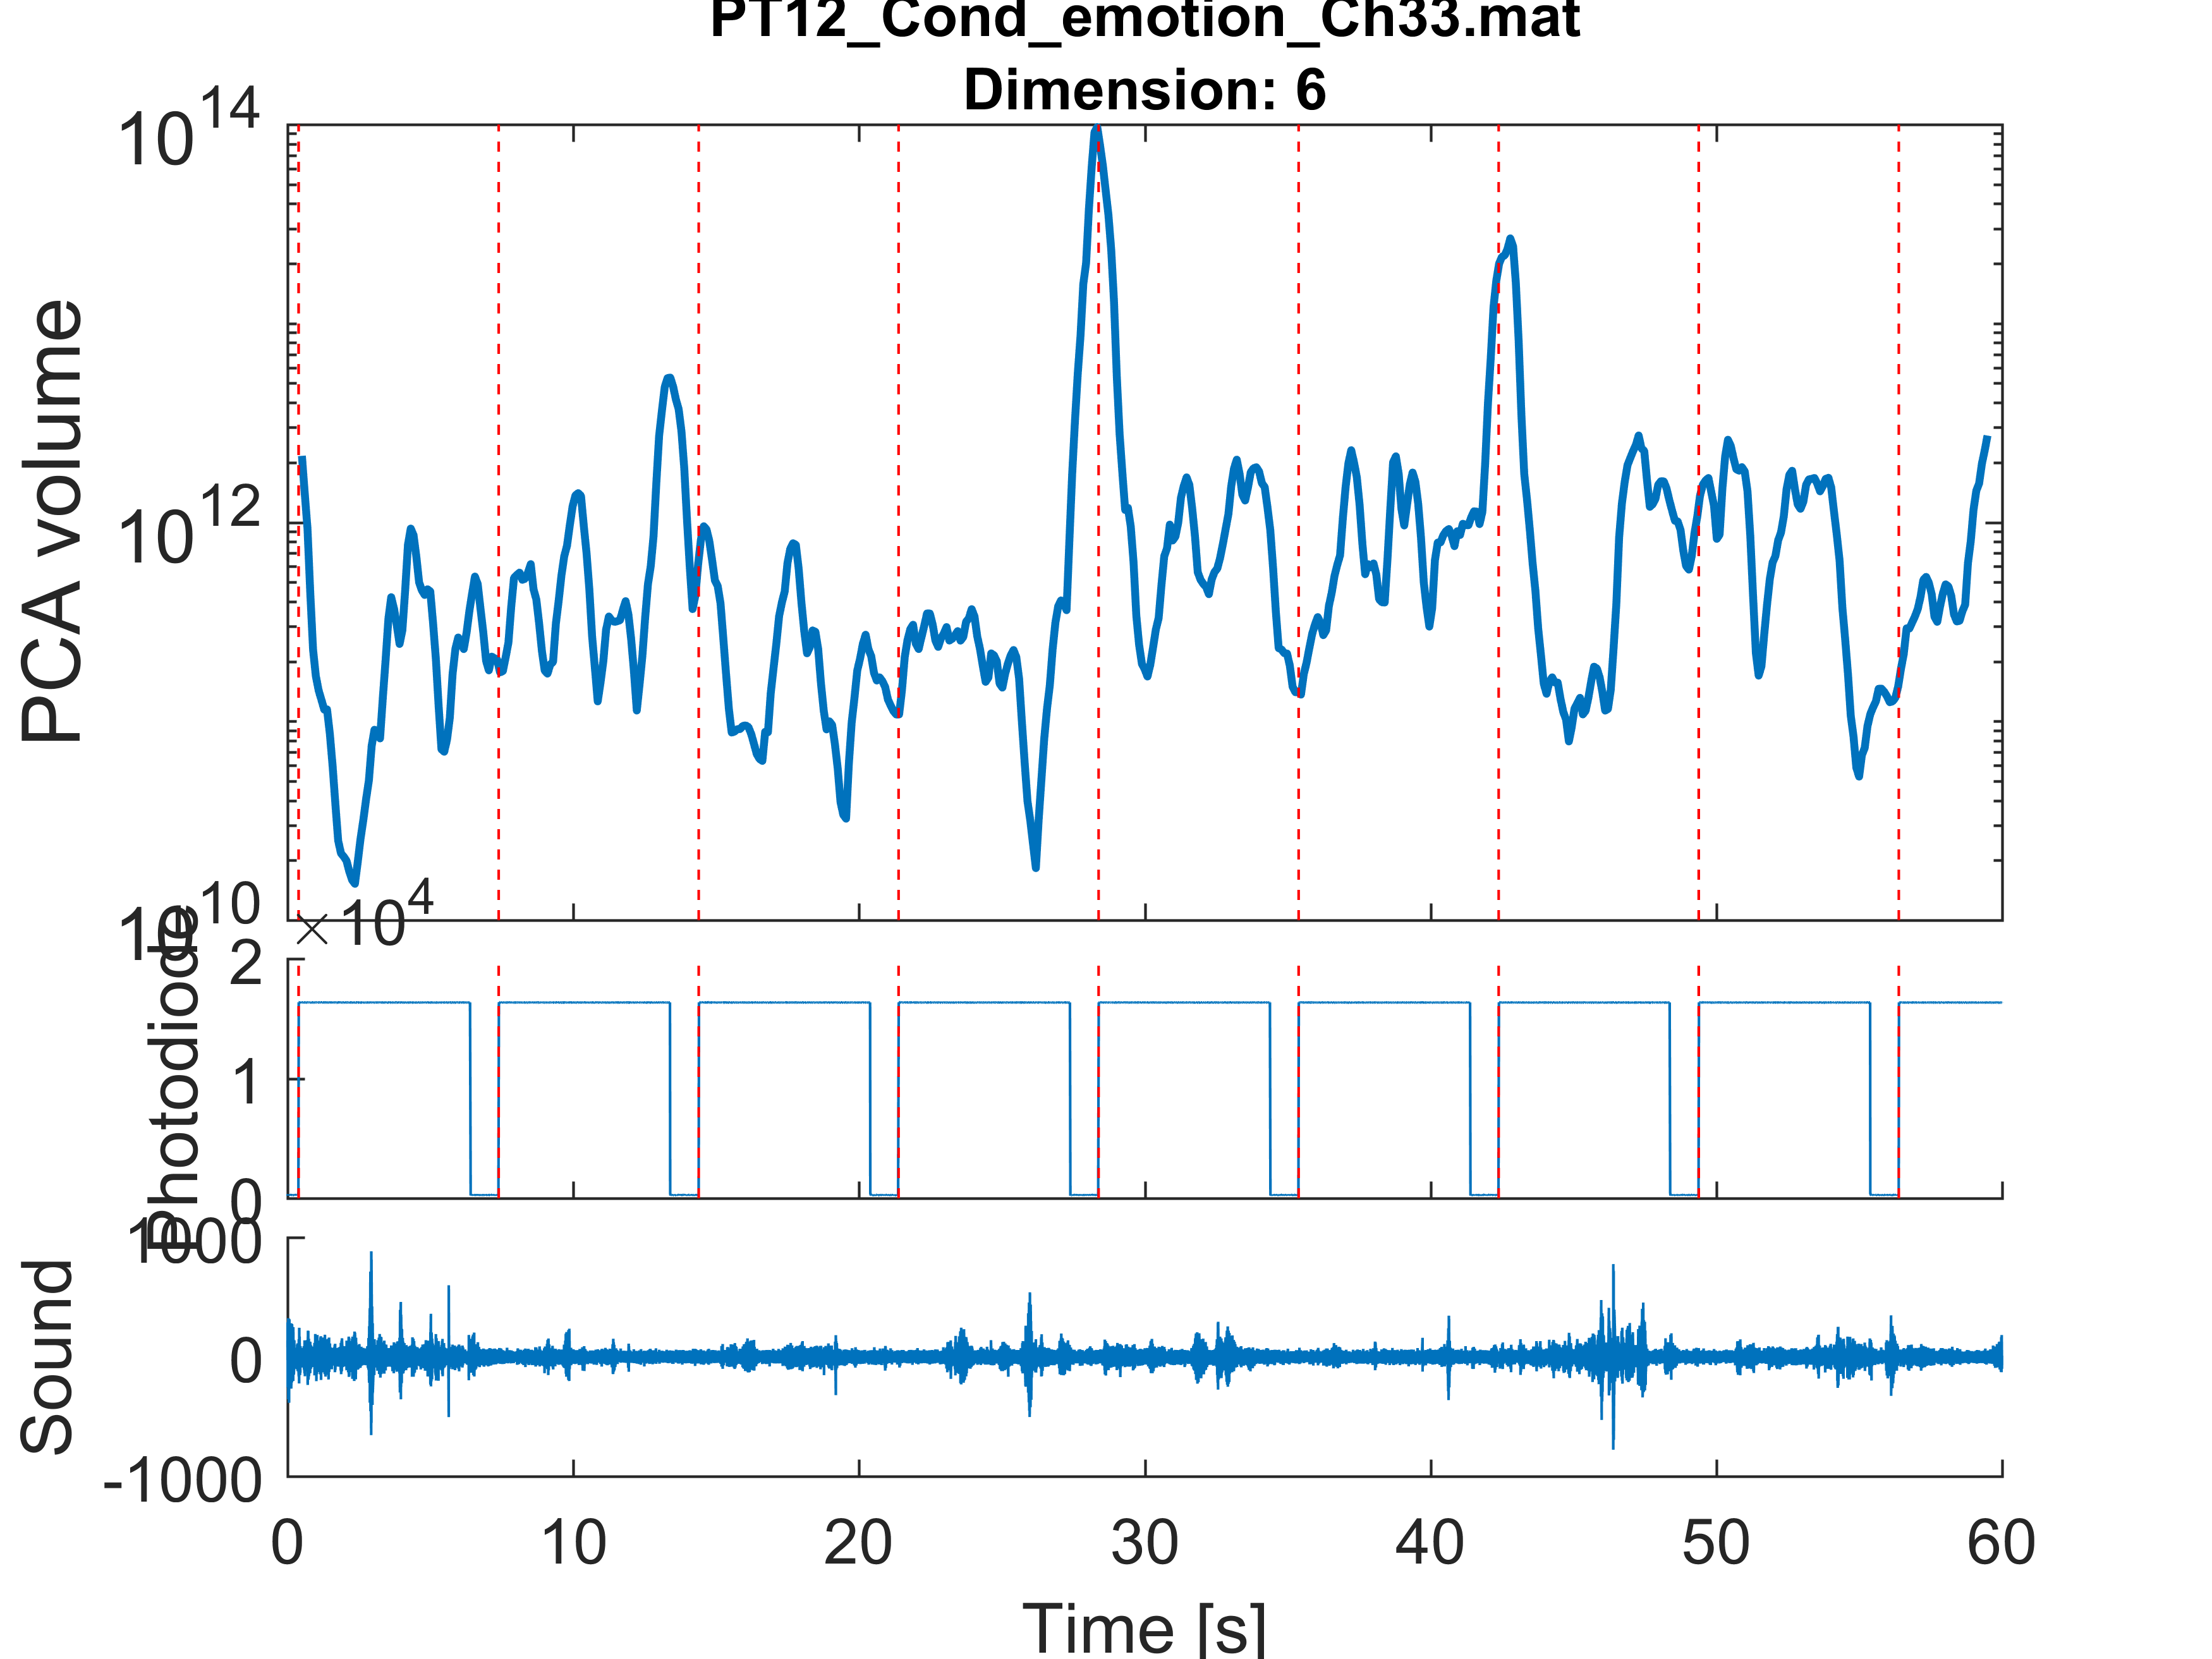 PT12_Cond_emotion_Ch33.mat
Dimension: 6
10^14
10^12
10^10
PCA volume
×10^4
2
1
0
Photodiode
1000
0
-1000
Sound
0 10 20 30 40 50 60
Time [s]